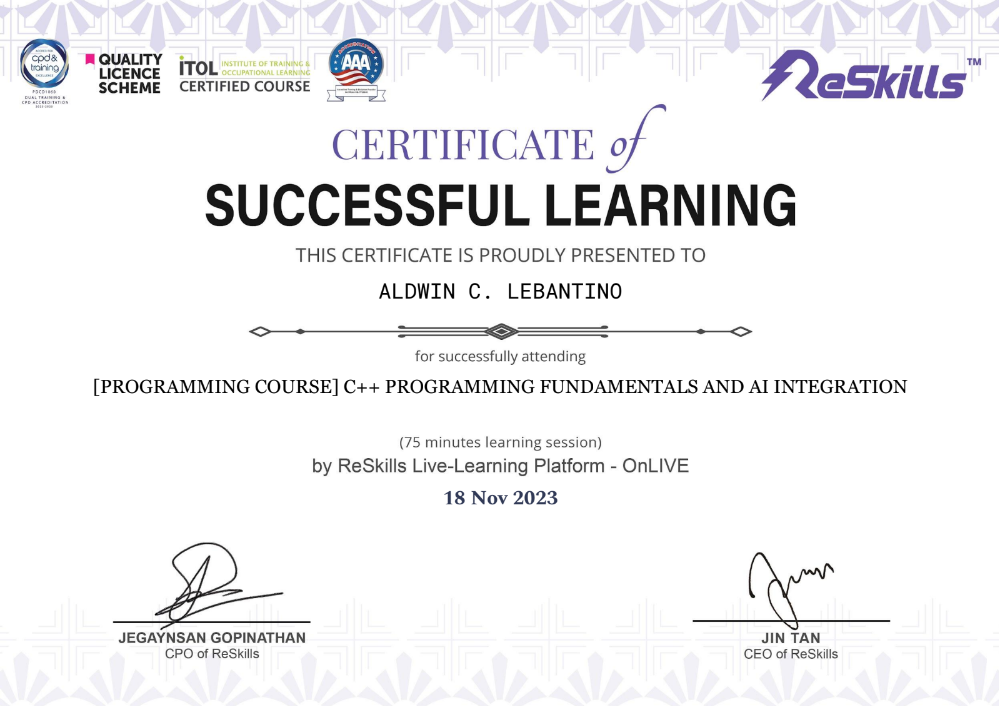 cpd&
training
EXCELLENCE
DUAL TRAINING &
CPD ACCREDITATION
QUALITY
LICENCE
SCHEME
iTOL INSTITUTE OF TRAINING &
OCCUPATIONAL LEARNING
CERTIFIED COURSE
AAA
ReSkills™
CERTIFICATE of
SUCCESSFUL LEARNING
THIS CERTIFICATE IS PROUDLY PRESENTED TO
ALDWIN C. LEBANTINO
for successfully attending
[PROGRAMMING COURSE] C++ PROGRAMMING FUNDAMENTALS AND AI INTEGRATION
(75 minutes learning session)
by ReSkills Live-Learning Platform - OnLIVE
18 Nov 2023
JEGAYNSAN GOPINATHAN
CPO of ReSkills
JIN TAN
CEO of ReSkills